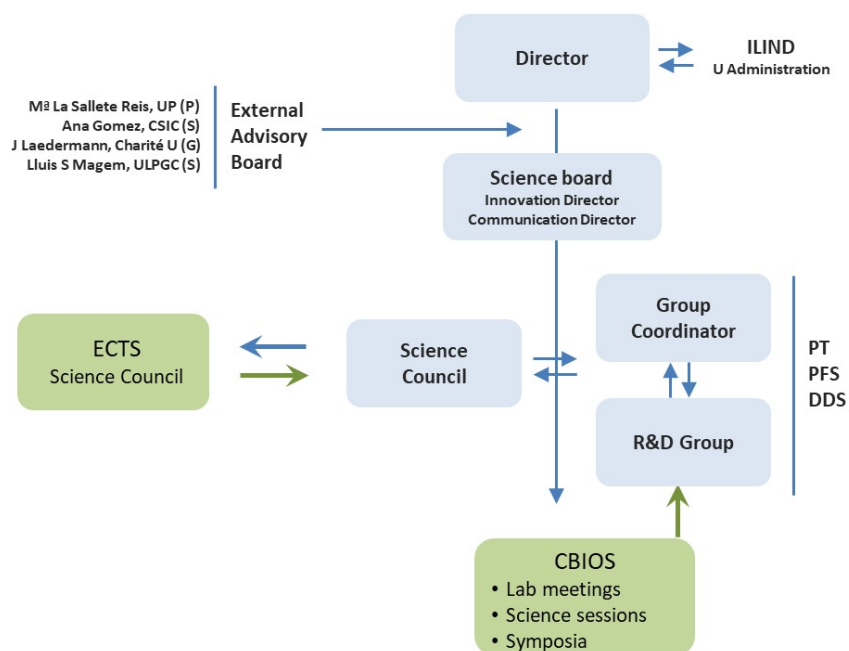 Director
ILIND
U Administration
Mª La Sallete Reis, UP (P)
Ana Gomez, CSIC (S)
J Laedermann, Charité U (G)
Lluis S Magem, ULPGC (S)
External
Advisory
Board
Science board
Innovation Director
Communication Director
Group
Coordinator
ECTS
Science Council
Science
Council
PT
PFS
DDS
R&D Group
CBIOS
• Lab meetings
• Science sessions
• Symposia